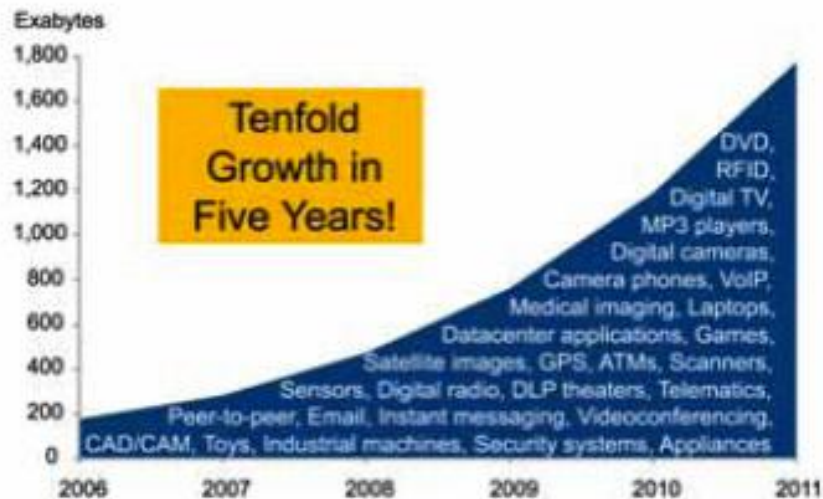 Exabytes
1,800
1,600
1,400
1,200
1,000
800
600
400
200
0
Tenfold
Growth in
Five Years!
DVD,
RFID,
Digital TV,
MP3 players,
Digital cameras,
Camera phones, VoIP,
Medical imaging, Laptops,
Datacenter applications, Games,
Satellite images, GPS, ATMs, Scanners,
Sensors, Digital radio, DLP theaters, Telematics,
Peer-to-peer, Email, Instant messaging, Videoconferencing,
CAD/CAM, Toys, Industrial machines, Security systems, Appliances
2006 2007 2008 2009 2010 2011